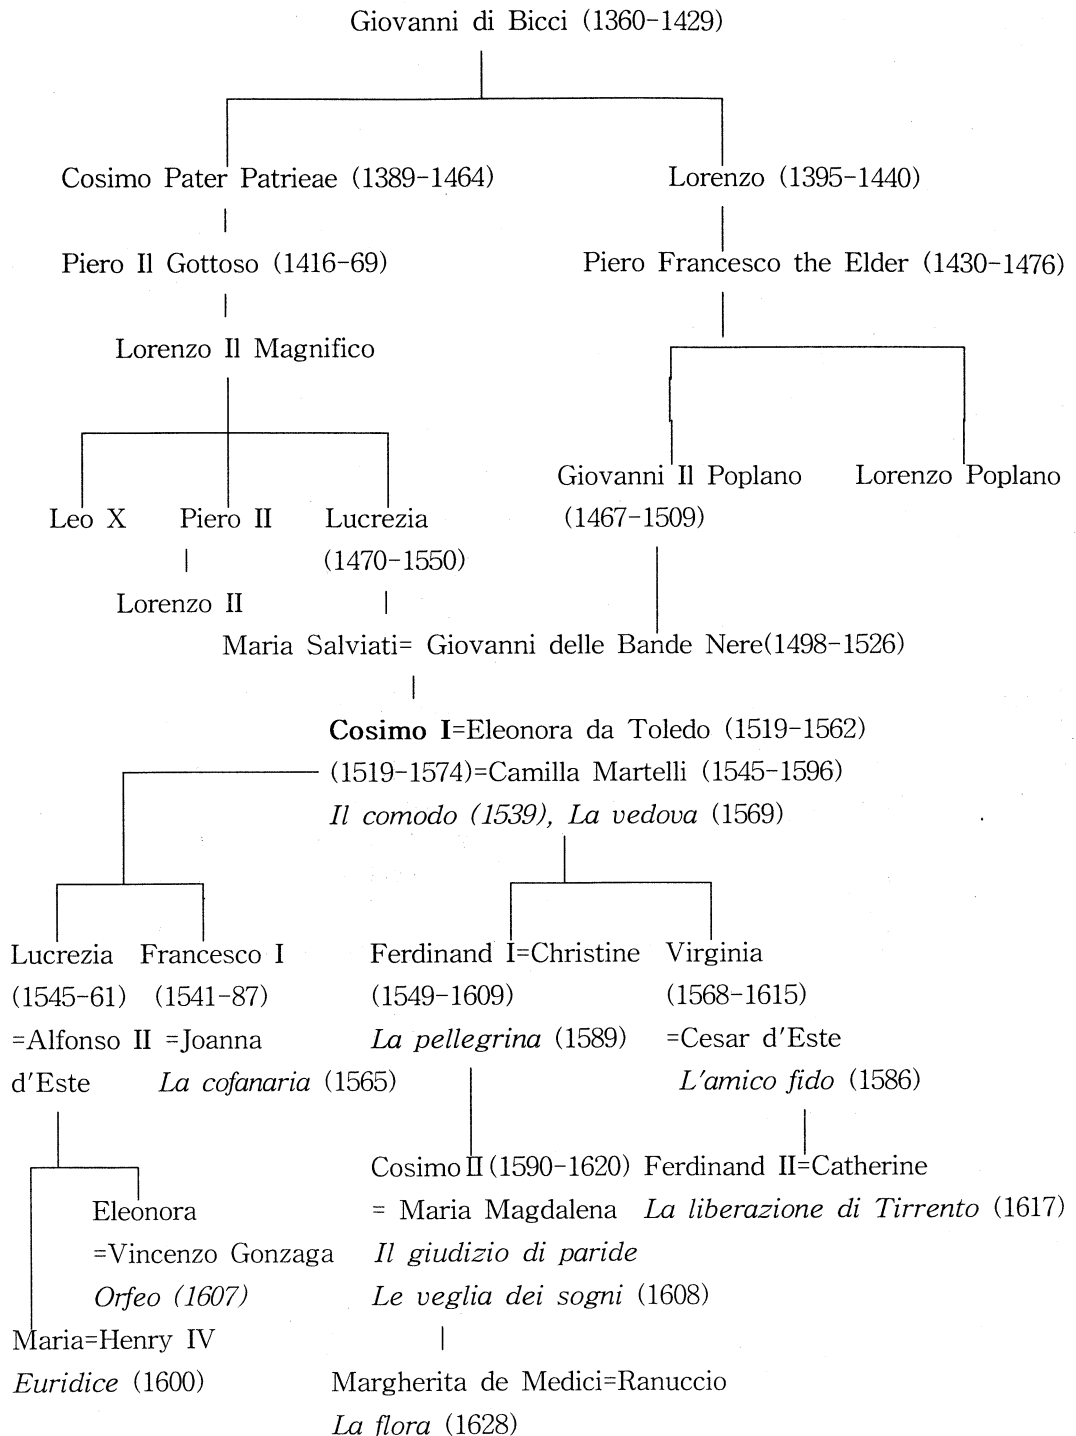 Giovanni di Bicci (1360-1429)
Cosimo Pater Patrieae (1389-1464) Lorenzo (1395-1440)
Piero Il Gottoso (1416-69) Piero Francesco the Elder (1430-1476)
Lorenzo Il Magnifico
Giovanni Il Poplano Lorenzo Poplano
Leo X Piero II Lucrezia (1467-1509)
(1470-1550)
Lorenzo II
Maria Salviati= Giovanni delle Bande Nere(1498-1526)
Cosimo I=Eleonora da Toledo (1519-1562)
(1519-1574)=Camilla Martelli (1545-1596)
Il comodo (1539), La vedova (1569)
Lucrezia Francesco I Ferdinand I=Christine Virginia
(1545-61) (1541-87) (1549-1609) (1568-1615)
=Alfonso II =Joanna La pellegrina (1589) =Cesar d'Este
d'Este La cofanaria (1565) L'amico fido (1586)
Cosimo II (1590-1620) Ferdinand II=Catherine
Eleonora = Maria Magdalena La liberazione di Tirrento (1617)
=Vincenzo Gonzaga Il giudizio di paride
Orfeo (1607) Le veglia dei sogni (1608)
Maria=Henry IV
Euridice (1600) Margherita de Medici=Ranuccio
La flora (1628)